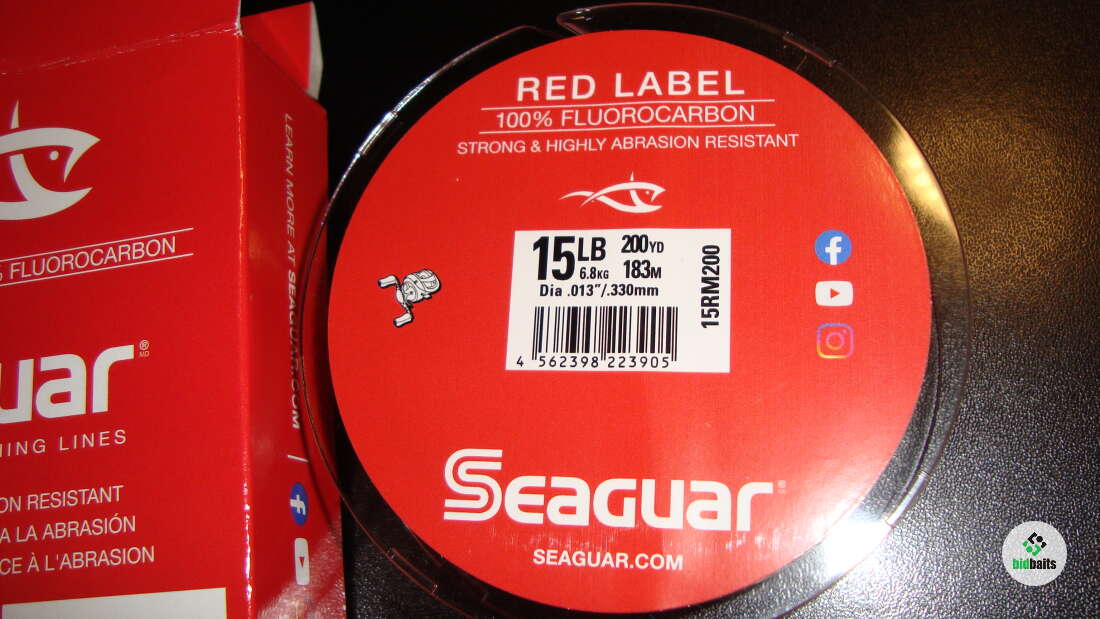 % FLUOROCARBON
uar
® MD
ING LINES
ON RESISTANT
A LA ABRASIÓN
CE À L'ABRASION
LEARN MORE AT SEAGUAR.COM |
RED LABEL
100% FLUOROCARBON
STRONG & HIGHLY ABRASION RESISTANT
15LB 200YD
6.8KG 183M
Dia .013"/.330mm
4 562398 223905
15RM200
SEAGUAR®
SEAGUAR.COM
bidbaits